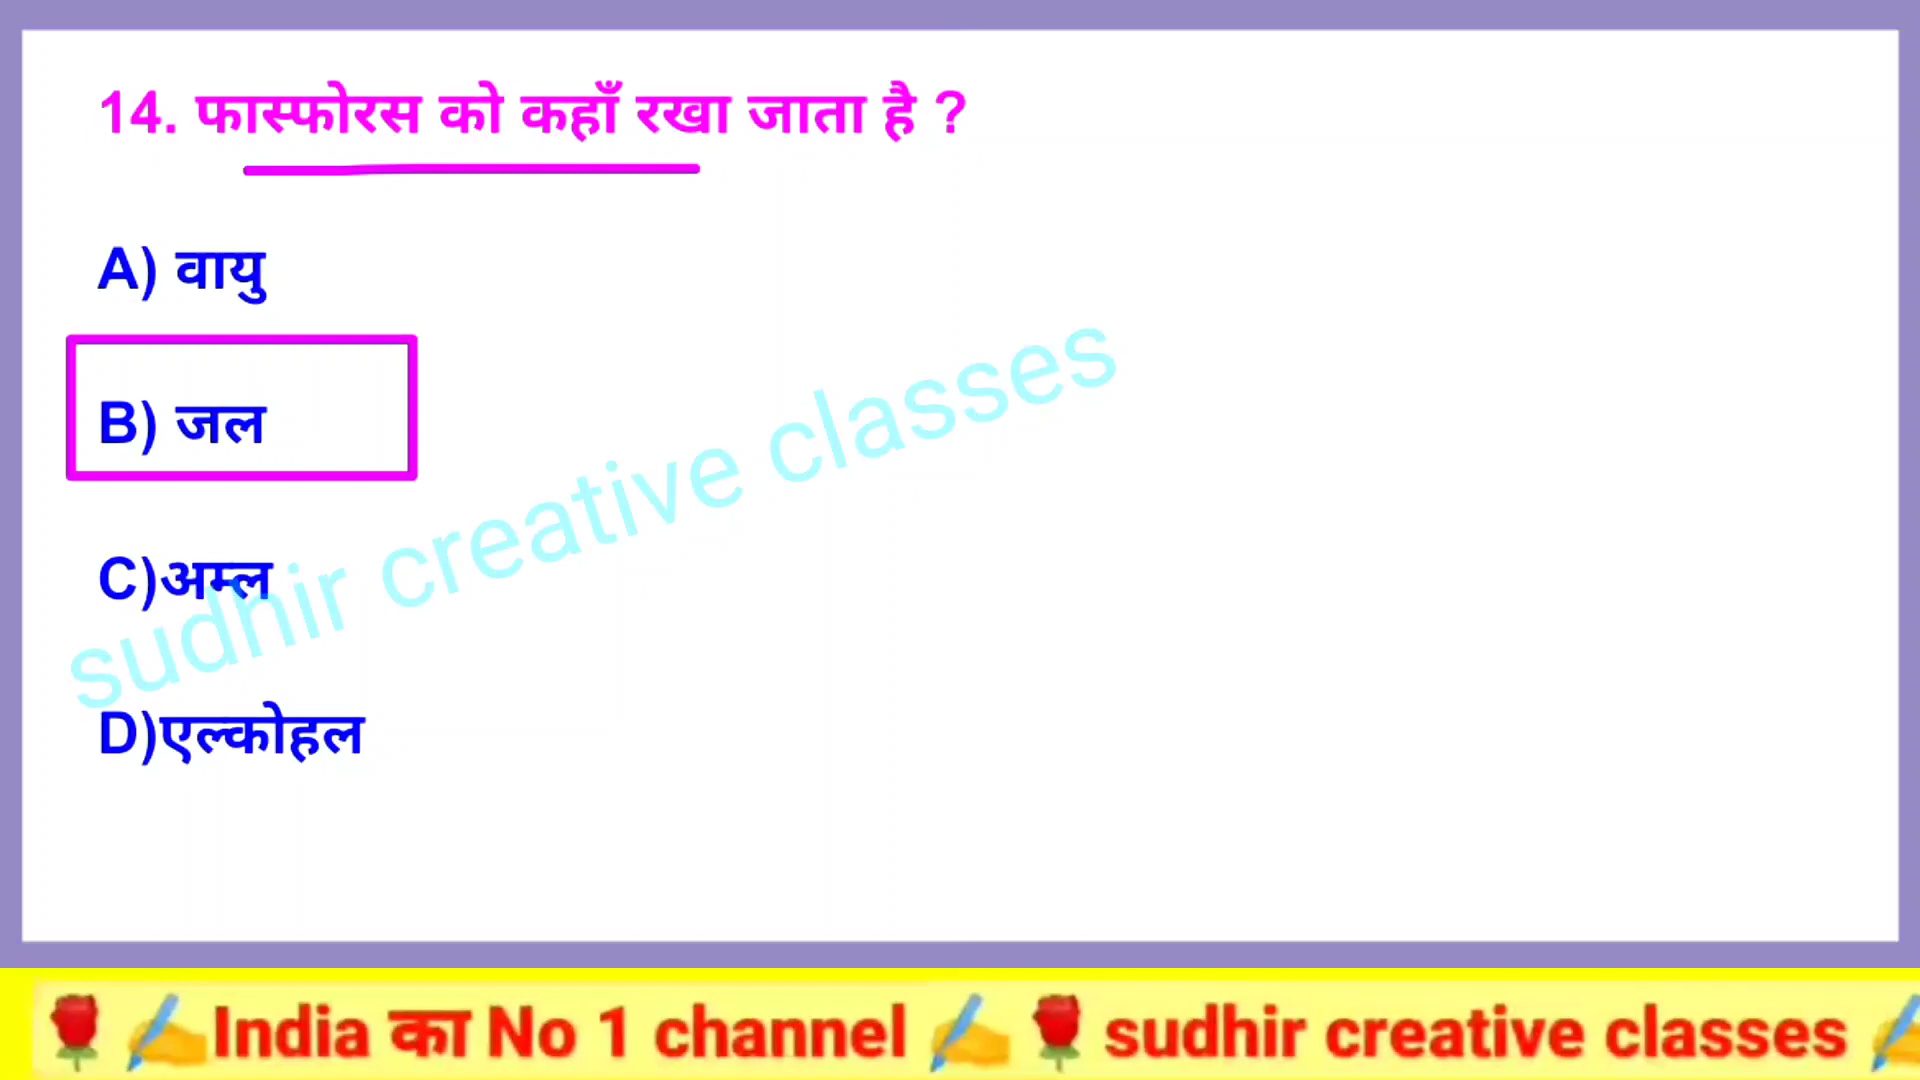 14. फास्फोरस को कहाँ रखा जाता है ?
A) वायु
B) जल
C)अम्ल
D)एल्कोहल
sudhir creative classes
🌹✍️India का No 1 channel ✍️🌹sudhir creative classes ✍️